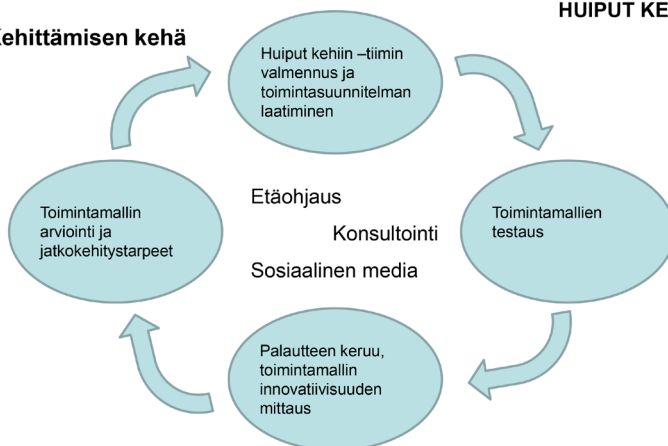 HUIPUT KE
Kehittämisen kehä
Huiput kehiin –tiimin
valmennus ja
toimintasuunnitelman
laatiminen
Toimintamallin
arviointi ja
jatkokehitystarpeet
Etäohjaus
Konsultointi
Sosiaalinen media
Toimintamallien
testaus
Palautteen keruu,
toimintamallin
innovatiivisuuden
mittaus